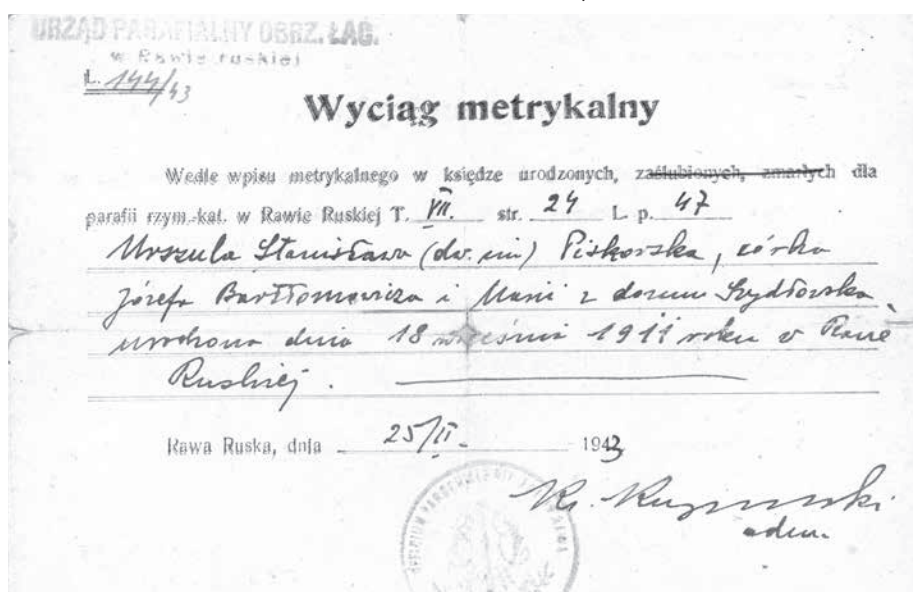 URZĄD PARAFIALNY OBRZ. ŁAC.
w Rawie ruskiej
L. 144/43
Wyciąg metrykalny
Wedle wpisu metrykalnego w księdze urodzonych, zaślubionych, zmarłych dla
parafii rzym.-kat. w Rawie Ruskiej T. VII. str. 24 L. p. 47
Urszula Stanisława (dw. im) Piskorska, córka
Józefa Bartłomowicza i Marii z domu Szydłowska
urodzona dnia 18 września 1911 roku w Rawie
Ruskiej.
Rawa Ruska, dnia 25/II. 1943
Ks.
adm.